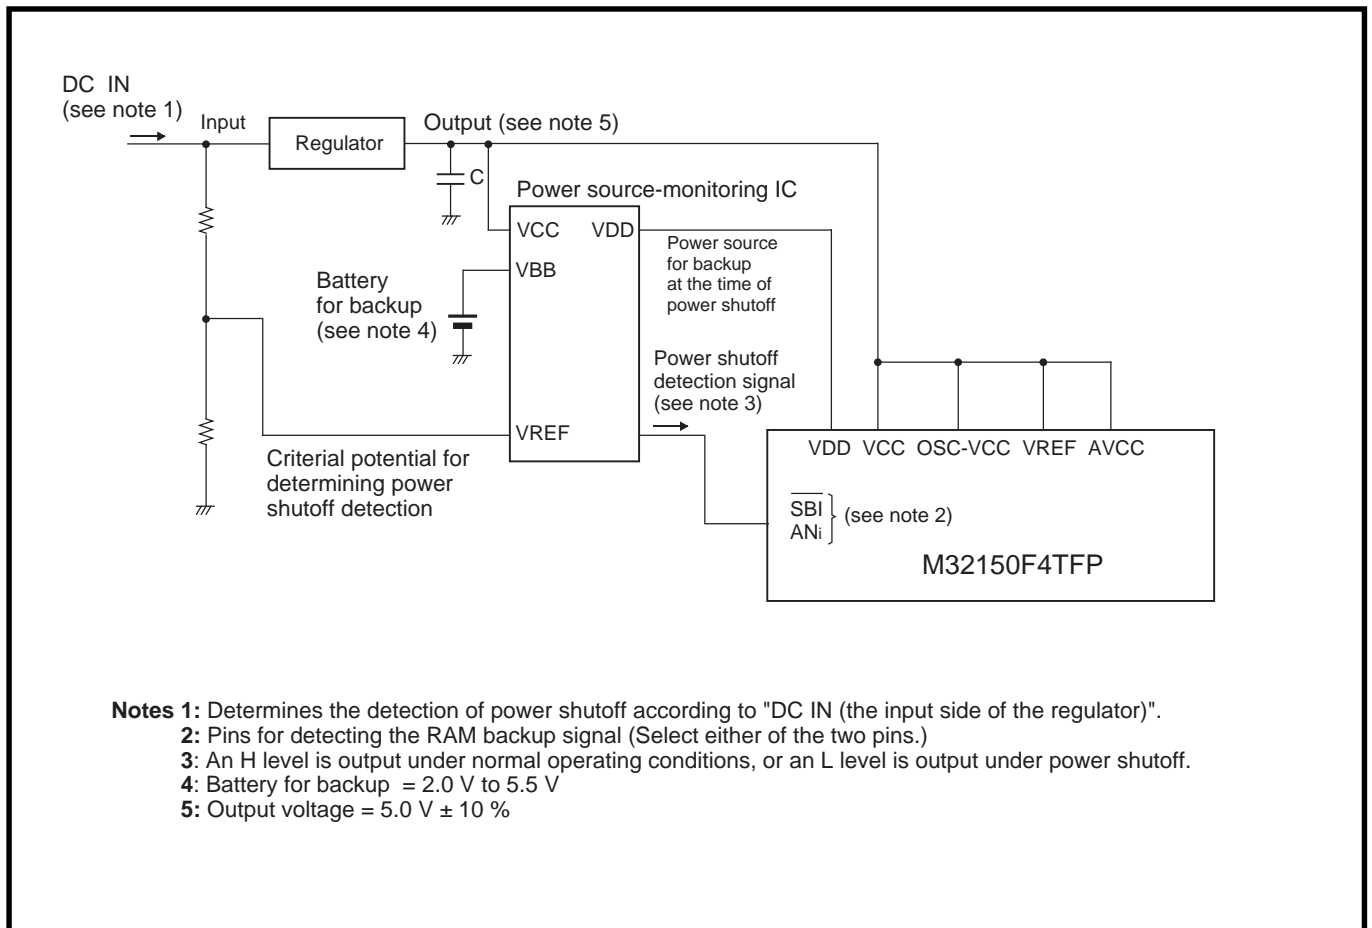 DC IN
(see note 1)
Input
Regulator
Output (see note 5)
C
Power source-monitoring IC
VCC VDD
VBB
Power source
for backup
at the time of
power shutoff
Battery
for backup
(see note 4)
Power shutoff
detection signal
(see note 3)
VREF
Criterial potential for
determining power
shutoff detection
VDD VCC OSC-VCC VREF AVCC
SBI
ANi
(see note 2)
M32150F4TFP
Notes 1: Determines the detection of power shutoff according to "DC IN (the input side of the regulator)".
2: Pins for detecting the RAM backup signal (Select either of the two pins.)
3: An H level is output under normal operating conditions, or an L level is output under power shutoff.
4: Battery for backup = 2.0 V to 5.5 V
5: Output voltage = 5.0 V ± 10 %